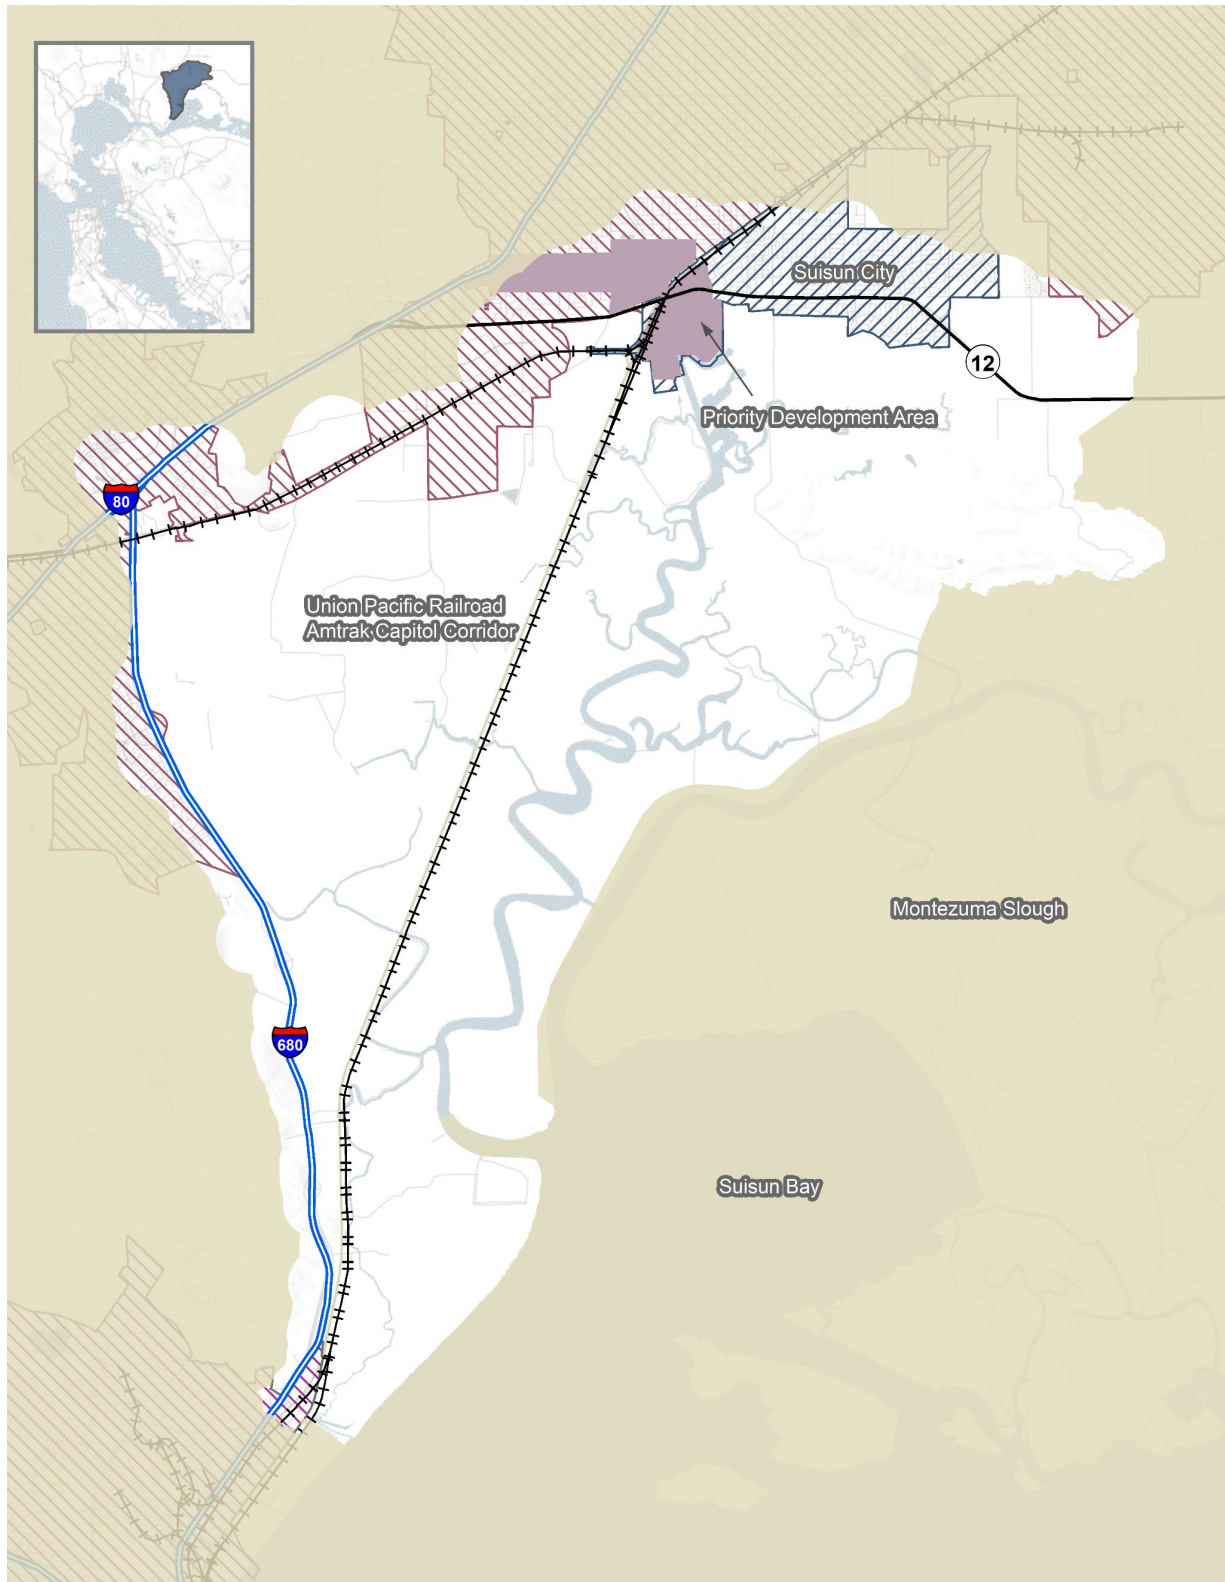 Suisun City
12
Priority Development Area
80
Union Pacific Railroad
Amtrak Capitol Corridor
Montezuma Slough
680
Suisun Bay